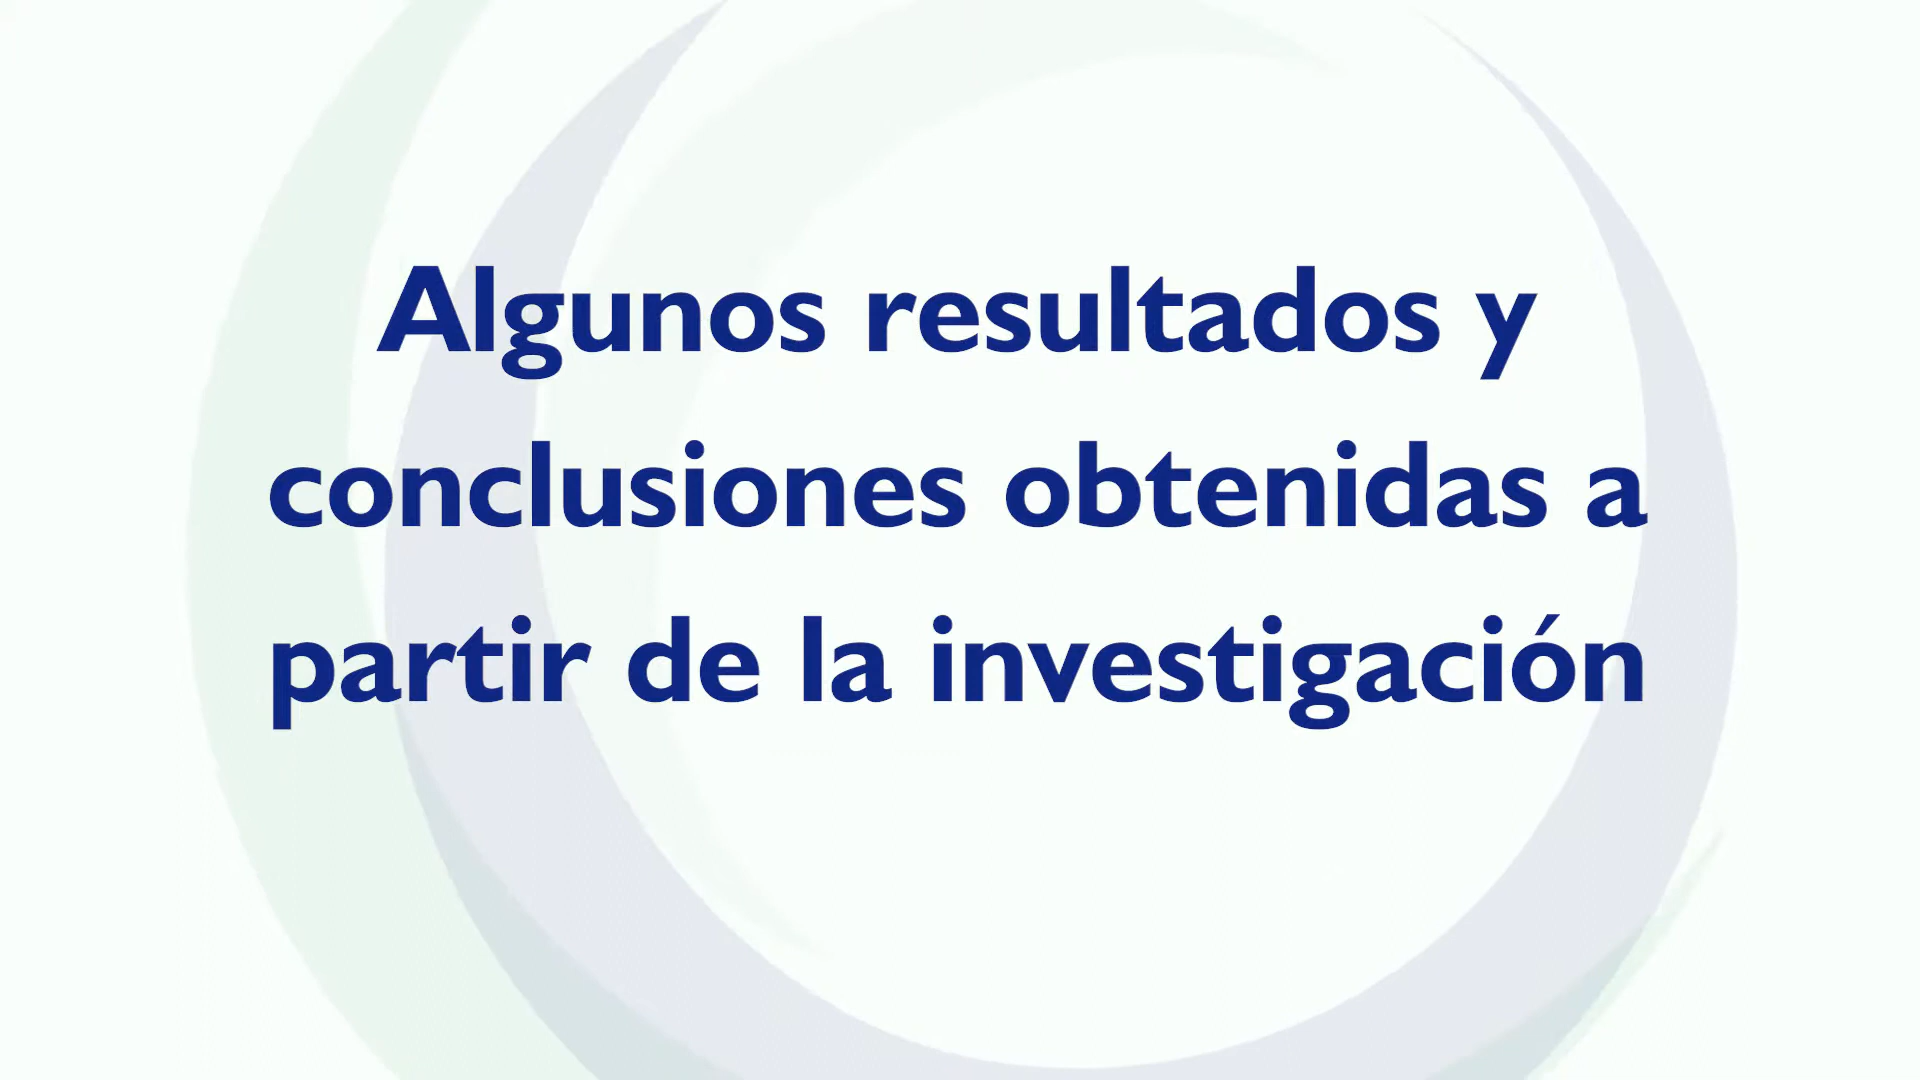 Algunos resultados y
conclusiones obtenidas a
partir de la investigación